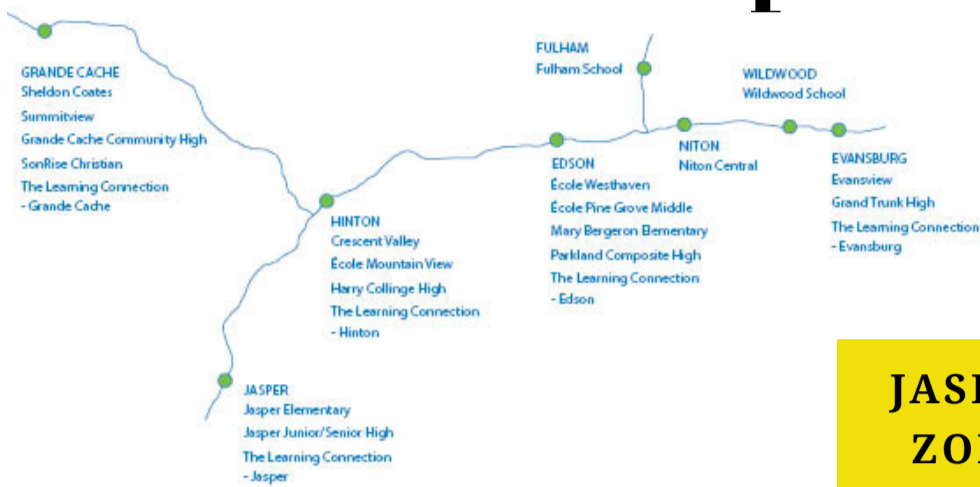 GRANDE CACHE
Sheldon Coates
Summitview
Grande Cache Community High
SonRise Christian
The Learning Connection
- Grande Cache
HINTON
Crescent Valley
École Mountain View
Harry Collinge High
The Learning Connection
- Hinton
JASPER
Jasper Elementary
Jasper Junior/Senior High
The Learning Connection
- Jasper
FULHAM
Fulham School
EDSON
École Westhaven
École Pine Grove Middle
Mary Bergeron Elementary
Parkland Composite High
The Learning Connection
- Edson
NITON
Niton Central
WILDWOOD
Wildwood School
EVANSBURG
Evansview
Grand Trunk High
The Learning Connection
- Evansburg